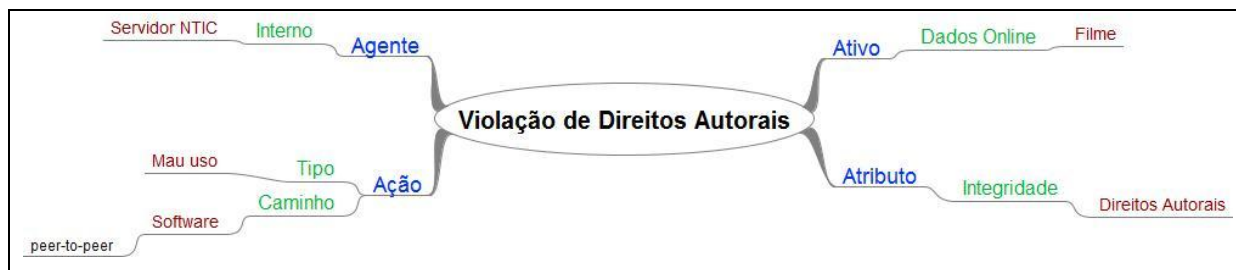 Servidor NTIC
Interno
Agente
Mau uso
Tipo
Ação
Caminho
Software
peer-to-peer
Violação de Direitos Autorais
Ativo
Dados Online
Filme
Atributo
Integridade
Direitos Autorais